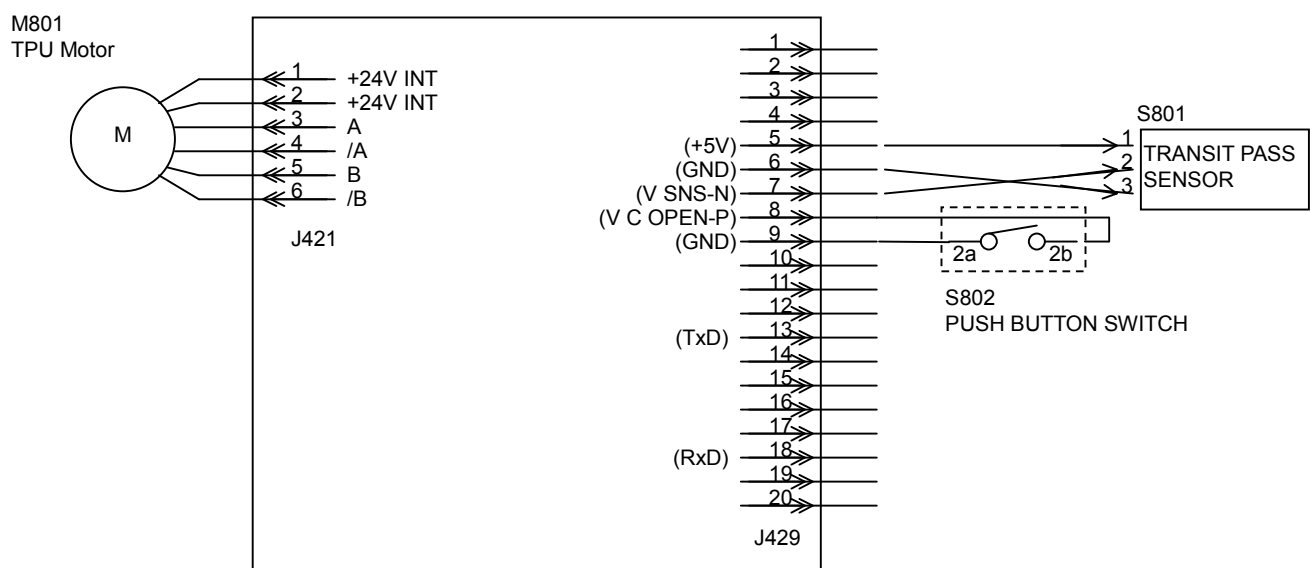 M801
TPU Motor
M
1 +24V INT
2 +24V INT
3 A
4 /A
5 B
6 /B
J421
1
2
3
4
(+5V) 5
(GND) 6
(V SNS-N) 7
(V C OPEN-P) 8
(GND) 9
10
11
12
(TxD) 13
14
15
16
17
(RxD) 18
19
20
J429
S801
1
2
3
TRANSIT PASS
SENSOR
2a 2b
S802
PUSH BUTTON SWITCH